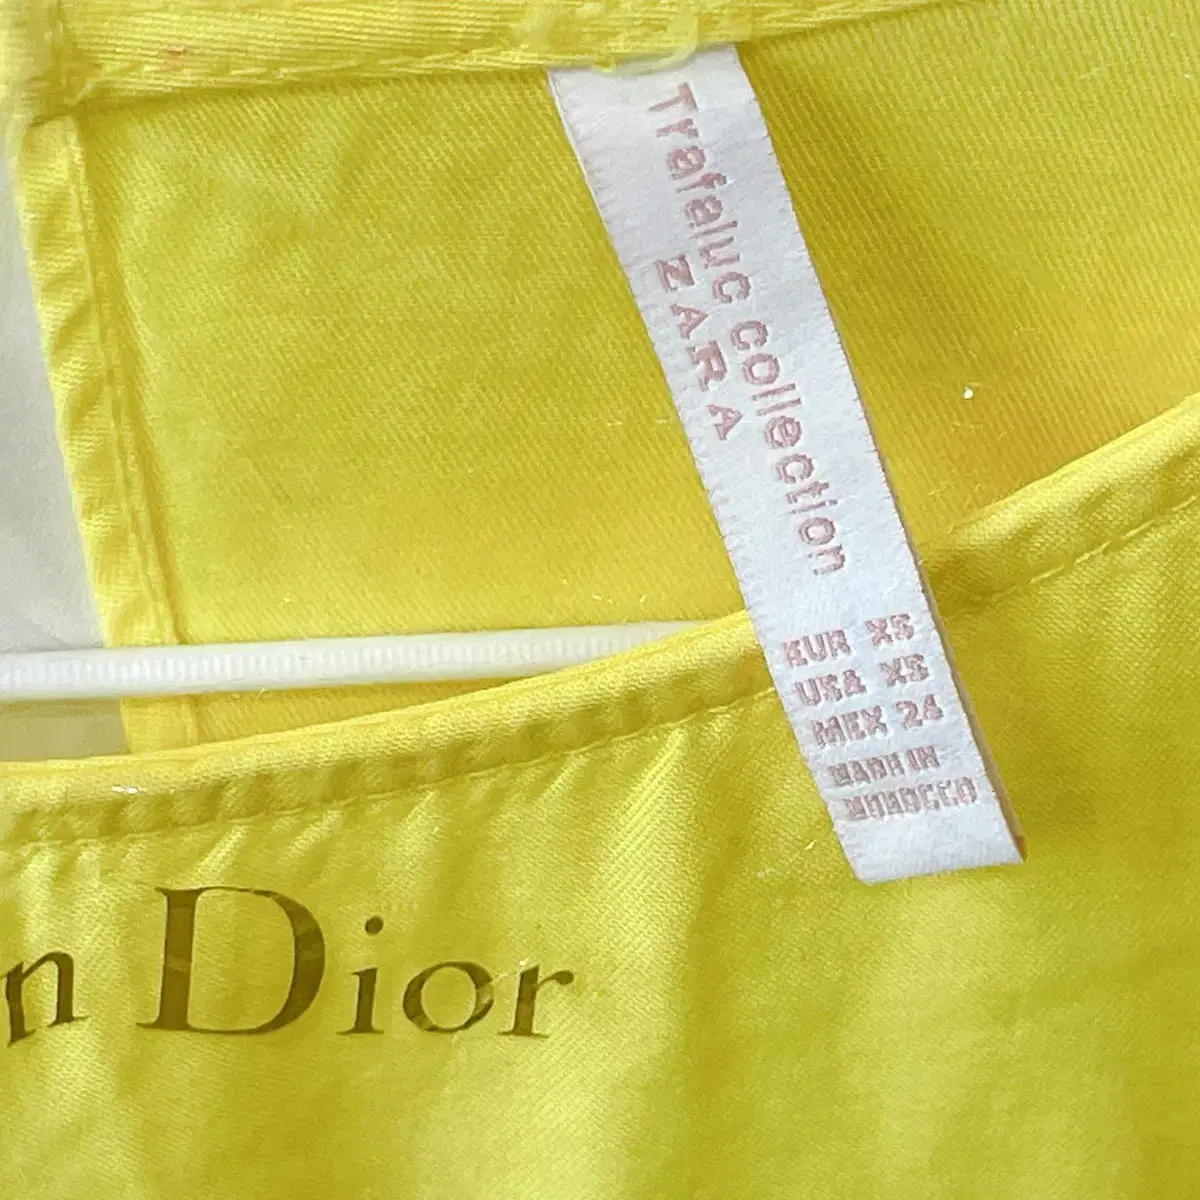 Trafaluc collection
ZARA
EUR XS
USA XS
MEX 24
MADE IN
MOROCCO
n Dior